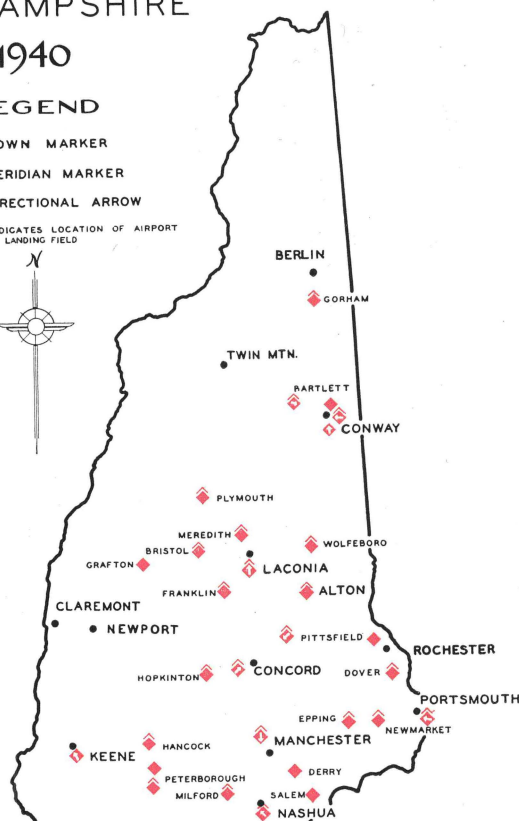 AMPSHIRE
1940
EGEND
OWN MARKER
ERIDIAN MARKER
RECTIONAL ARROW
DICATES LOCATION OF AIRPORT
LANDING FIELD
N
BERLIN
GORHAM
TWIN MTN.
BARTLETT
CONWAY
PLYMOUTH
MEREDITH
BRISTOL
WOLFEBORO
GRAFTON
LACONIA
FRANKLIN
ALTON
CLAREMONT
NEWPORT
PITTSFIELD
ROCHESTER
HOPKINTON
CONCORD
DOVER
PORTSMOUTH
EPPING
NEWMARKET
HANCOCK
MANCHESTER
KEENE
PETERBOROUGH
DERRY
MILFORD
SALEM
NASHUA